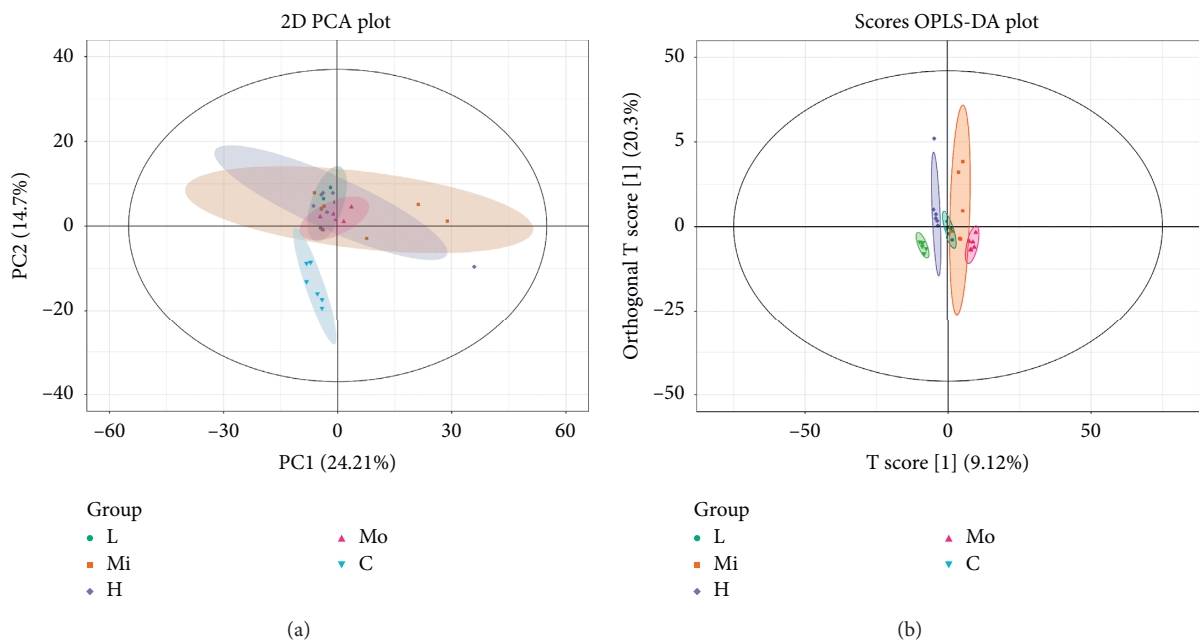 2D PCA plot
40
20
0
−20
−40
PC2 (14.7%)
−60
−30
0
30
60
PC1 (24.21%)
Group
L
Mi
H
Mo
C
(a)
Scores OPLS-DA plot
50
5
0
−25
−50
Orthogonal T score [1] (20.3%)
−50
0
50
T score [1] (9.12%)
Group
L
Mi
H
Mo
C
(b)